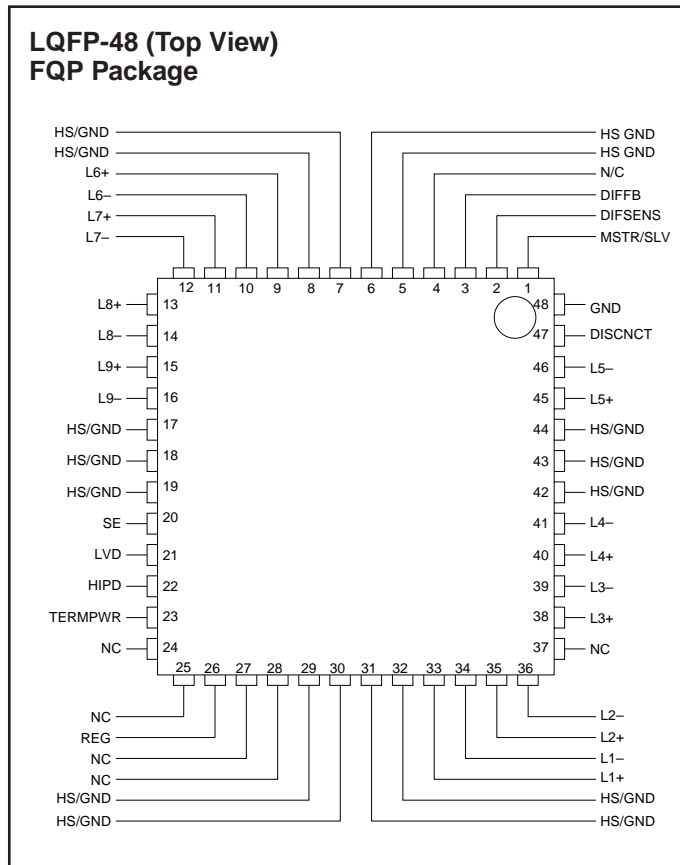 LQFP-48 (Top View)
FQP Package
HS/GND
HS/GND
L6+
L6–
L7+
L7–
HS GND
HS GND
N/C
DIFFB
DIFSENS
MSTR/SLV
12 11 10 9 8 7 6 5 4 3 2 1
L8+ 13
L8– 14
L9+ 15
L9– 16
HS/GND 17
HS/GND 18
HS/GND 19
SE 20
LVD 21
HIPD 22
TERMPWR 23
NC 24
48 GND
47 DISCNCT
46 L5–
45 L5+
44 HS/GND
43 HS/GND
42 HS/GND
41 L4–
40 L4+
39 L3–
38 L3+
37 NC
25 26 27 28 29 30 31 32 33 34 35 36
NC
REG
NC
NC
HS/GND
HS/GND
L2–
L2+
L1–
L1+
HS/GND
HS/GND